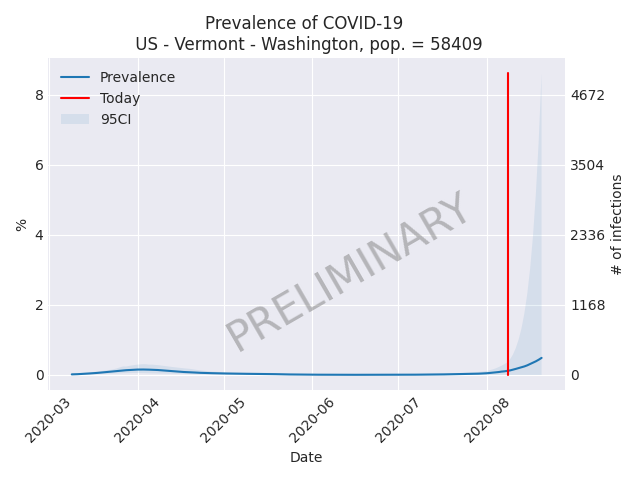 Prevalence of COVID-19
US - Vermont - Washington, pop. = 58409
Prevalence
Today
95CI
8
6
4
2
0
%
4672
3504
2336
1168
0
# of infections
PRELIMINARY
2020-03
2020-04
2020-05
2020-06
2020-07
2020-08
Date